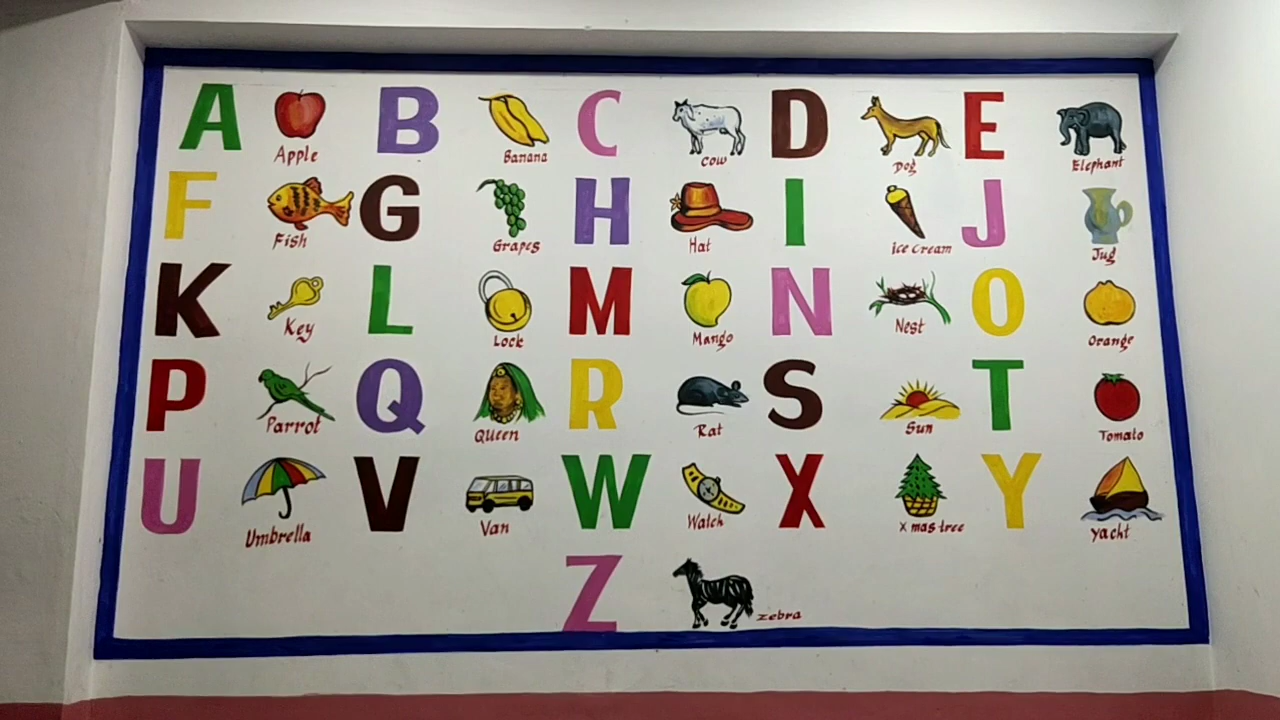 A Apple B Banana C Cow D Dog E Elephant
F Fish G Grapes H Hat I ice cream J Jug
K Key L Lock M Mango N Nest O Orange
P Parrot Q Queen R Rat S Sun T Tomato
U Umbrella V Van W Watch X X mas tree Y Yacht
Z Zebra